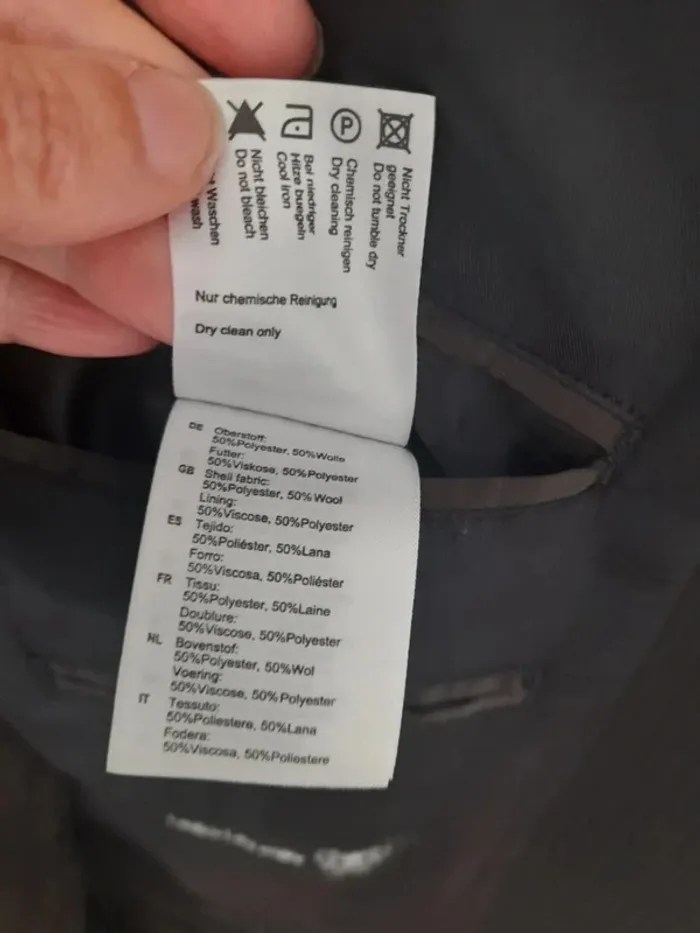 Nicht Trockner
geeignet
Do not tumble dry
P
Chemisch reinigen
Dry cleaning
Bei niedriger
Hitze buegeln
Cool iron
Nicht bleichen
Do not bleach
Waschen
wash
Nur chemische Reinigung
Dry clean only
DE Oberstoff:
50%Polyester, 50%Wolle
Futter:
50%Viskose, 50%Polyester
GB Shell fabric:
50%Polyester, 50% Wool
Lining:
50%Viscose, 50%Polyester
ES Tejido:
50%Poliéster, 50%Lana
Forro:
50%Viscosa, 50%Poliéster
FR Tissu:
50%Polyester, 50%Laine
Doublure:
50%Viscose, 50%Polyester
NL Bovenstof:
50%Polyester, 50%Wol
Voering:
50%Viscose, 50%Polyester
IT Tessuto:
50%Poliestere, 50%Lana
Fodera:
50%Viscosa, 50%Poliestere